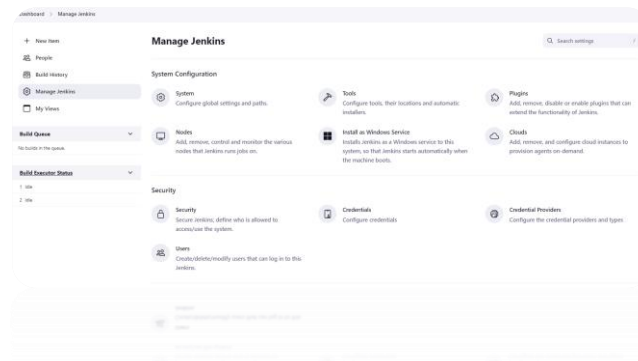 Dashboard > Manage Jenkins
+ New Item
People
Build History
Manage Jenkins
My Views
Build Queue
No builds in the queue.
Build Executor Status
1 Idle
2 Idle
Manage Jenkins
Search settings /
System Configuration
System
Configure global settings and paths.
Tools
Configure tools, their locations and automatic
installers.
Plugins
Add, remove, disable or enable plugins that can
extend the functionality of Jenkins.
Nodes
Add, remove, control and monitor the various
nodes that Jenkins runs jobs on.
Install as Windows Service
Installs Jenkins as a Windows service to this
system, so that Jenkins starts automatically when
the machine boots.
Clouds
Add, remove, and configure cloud instances to
provision agents on-demand.
Security
Security
Secure Jenkins; define who is allowed to
access/use the system.
Credentials
Configure credentials
Credential Providers
Configure the credential providers and types
Users
Create/delete/modify users that can log in to this
Jenkins.